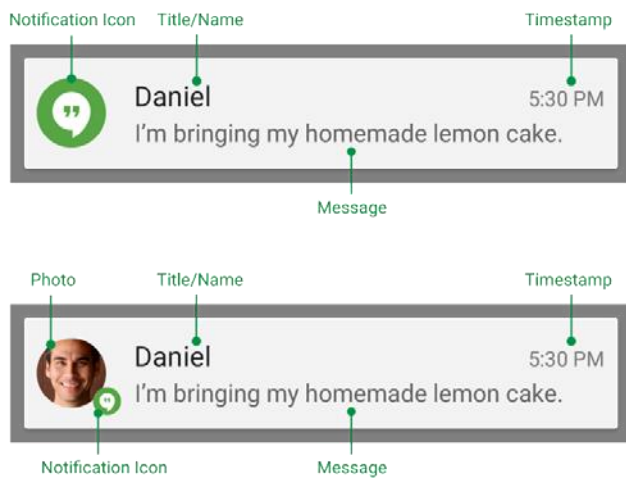 Notification Icon Title/Name Timestamp
Daniel 5:30 PM
I'm bringing my homemade lemon cake.
Message
Photo Title/Name Timestamp
Daniel 5:30 PM
I'm bringing my homemade lemon cake.
Notification Icon Message